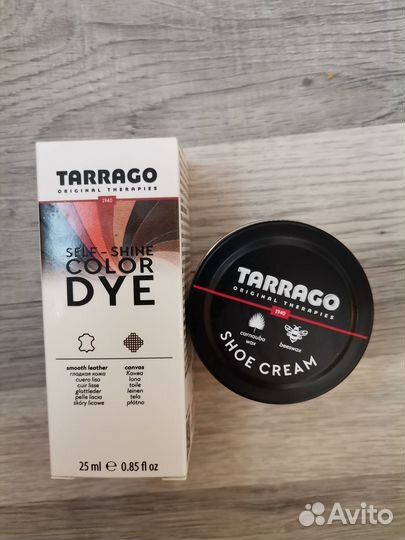 TARRAGO
ORIGINAL THERAPIES
1940
SELF-SHINE
COLOR
DYE
smooth leather
гладкая кожа
cuero liso
cuir lisse
glattleder
pelle liscia
skóry licowe
canvas
Канва
lona
toile
leinen
tela
płótno
25 ml e 0.85 fl oz
TARRAGO
ORIGINAL THERAPIES
1940
carnauba
wax
beeswax
SHOE CREAM
Avito